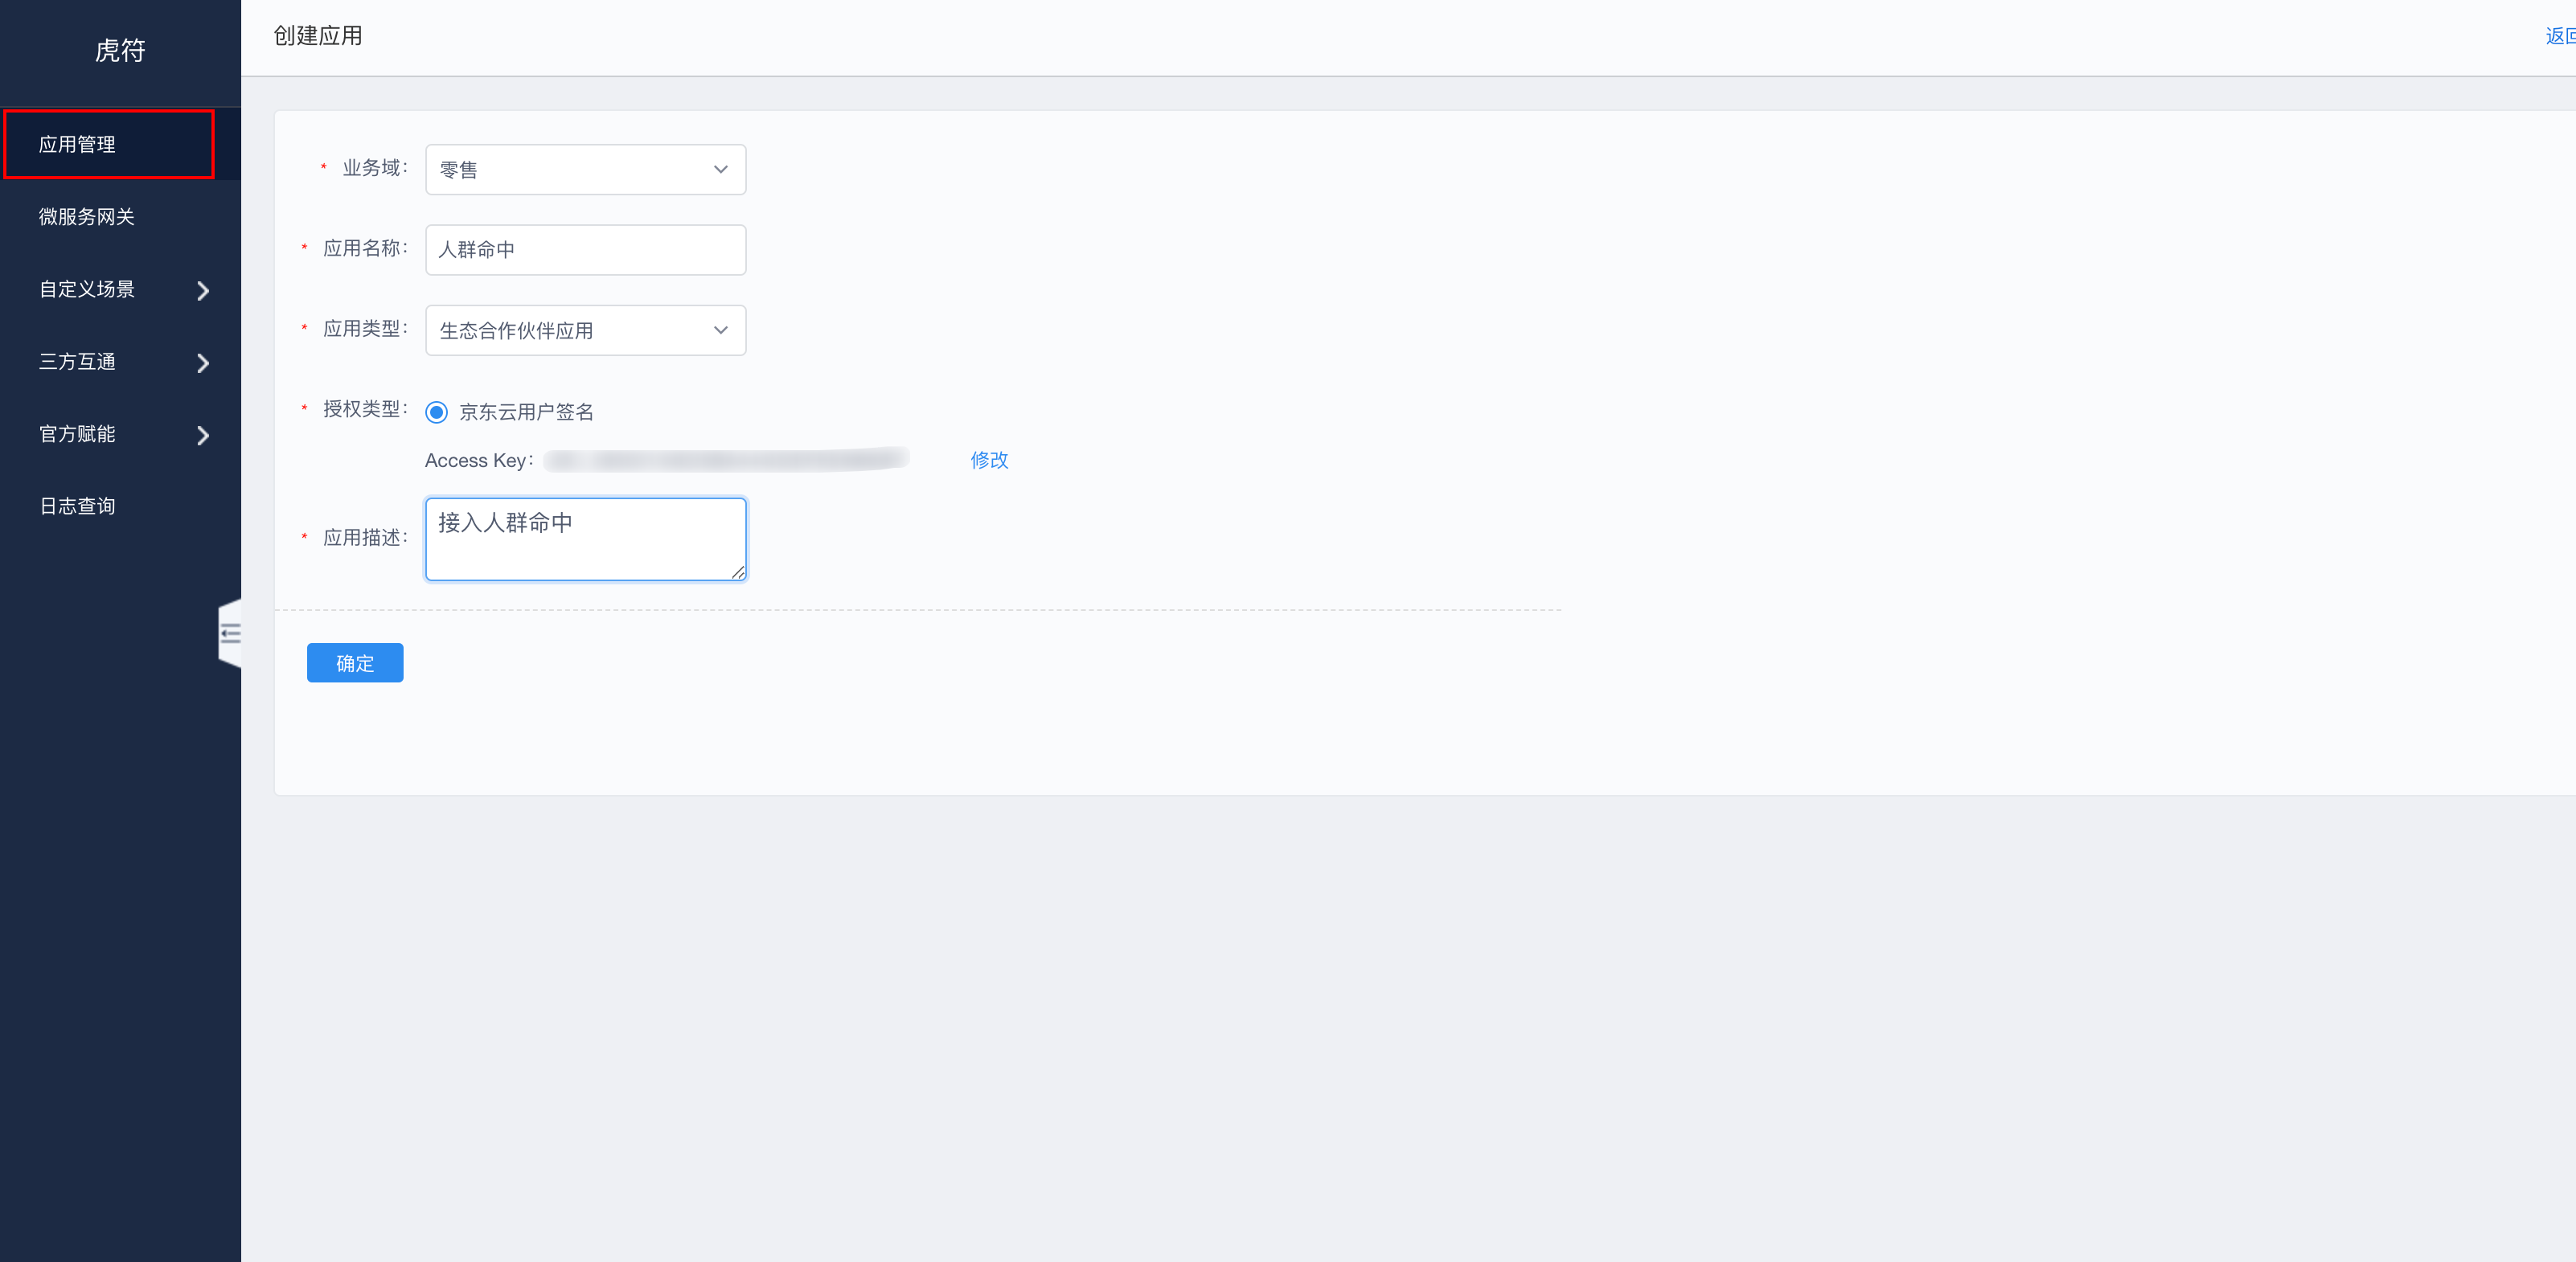 虎符
应用管理
微服务网关
自定义场景
三方互通
官方赋能
日志查询
创建应用
返回
* 业务域: 零售
* 应用名称: 人群命中
* 应用类型: 生态合作伙伴应用
* 授权类型: 京东云用户签名
Access Key: 修改
* 应用描述: 接入人群命中
确定